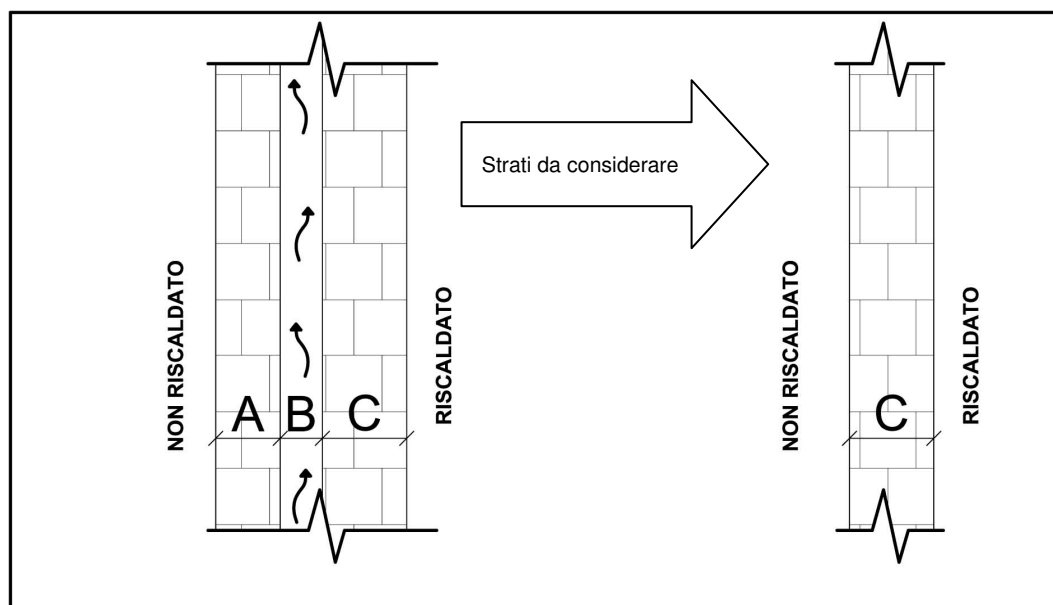 NON RISCALDATO
A B C
RISCALDATO
Strati da considerare
NON RISCALDATO
C
RISCALDATO